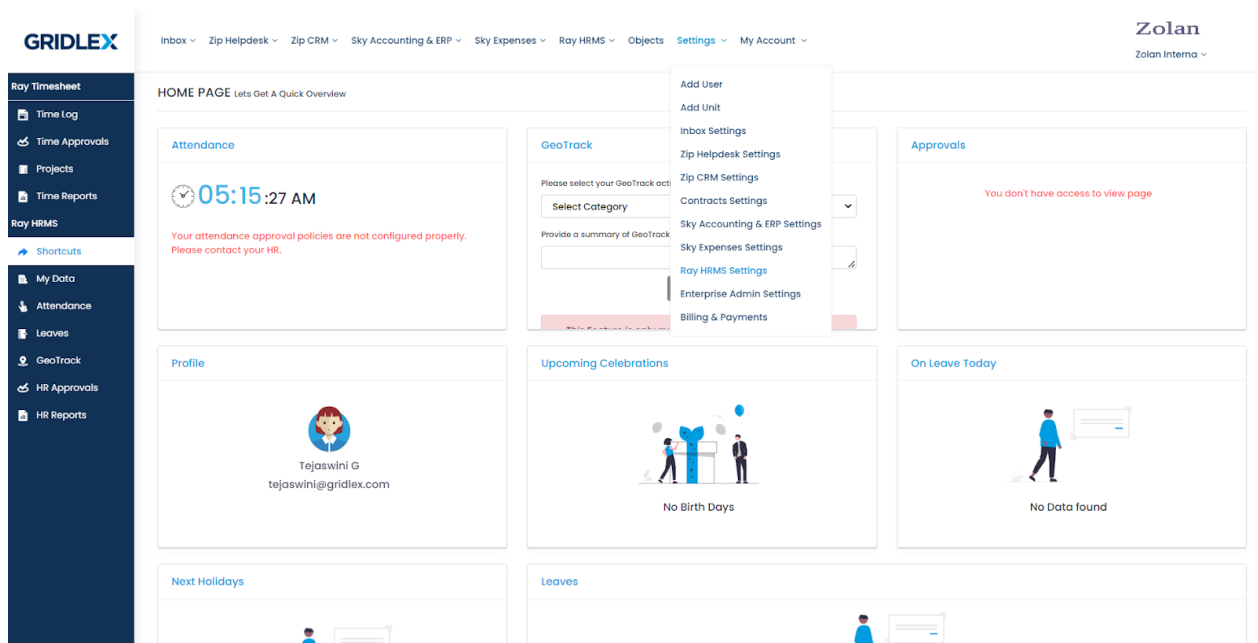 GRIDLEX
Inbox Zip Helpdesk Zip CRM Sky Accounting & ERP Sky Expenses Ray HRMS Objects Settings My Account
Zolan
Zolan Interna
Ray Timesheet
Time Log
Time Approvals
Projects
Time Reports
Ray HRMS
Shortcuts
My Data
Attendance
Leaves
GeoTrack
HR Approvals
HR Reports
Add User
Add Unit
Inbox Settings
Zip Helpdesk Settings
Zip CRM Settings
Contracts Settings
Sky Accounting & ERP Settings
Sky Expenses Settings
Ray HRMS Settings
Enterprise Admin Settings
Billing & Payments
HOME PAGE Lets Get A Quick Overview
Attendance
05:15:27 AM
Your attendance approval policies are not configured properly.
Please contact your HR.
GeoTrack
Please select your GeoTrack
Select Category
Provide a summary of GeoTrack
Approvals
You don't have access to view page
Profile
Tejaswini G
tejaswini@gridlex.com
Upcoming Celebrations
No Birth Days
On Leave Today
No Data found
Next Holidays
Leaves